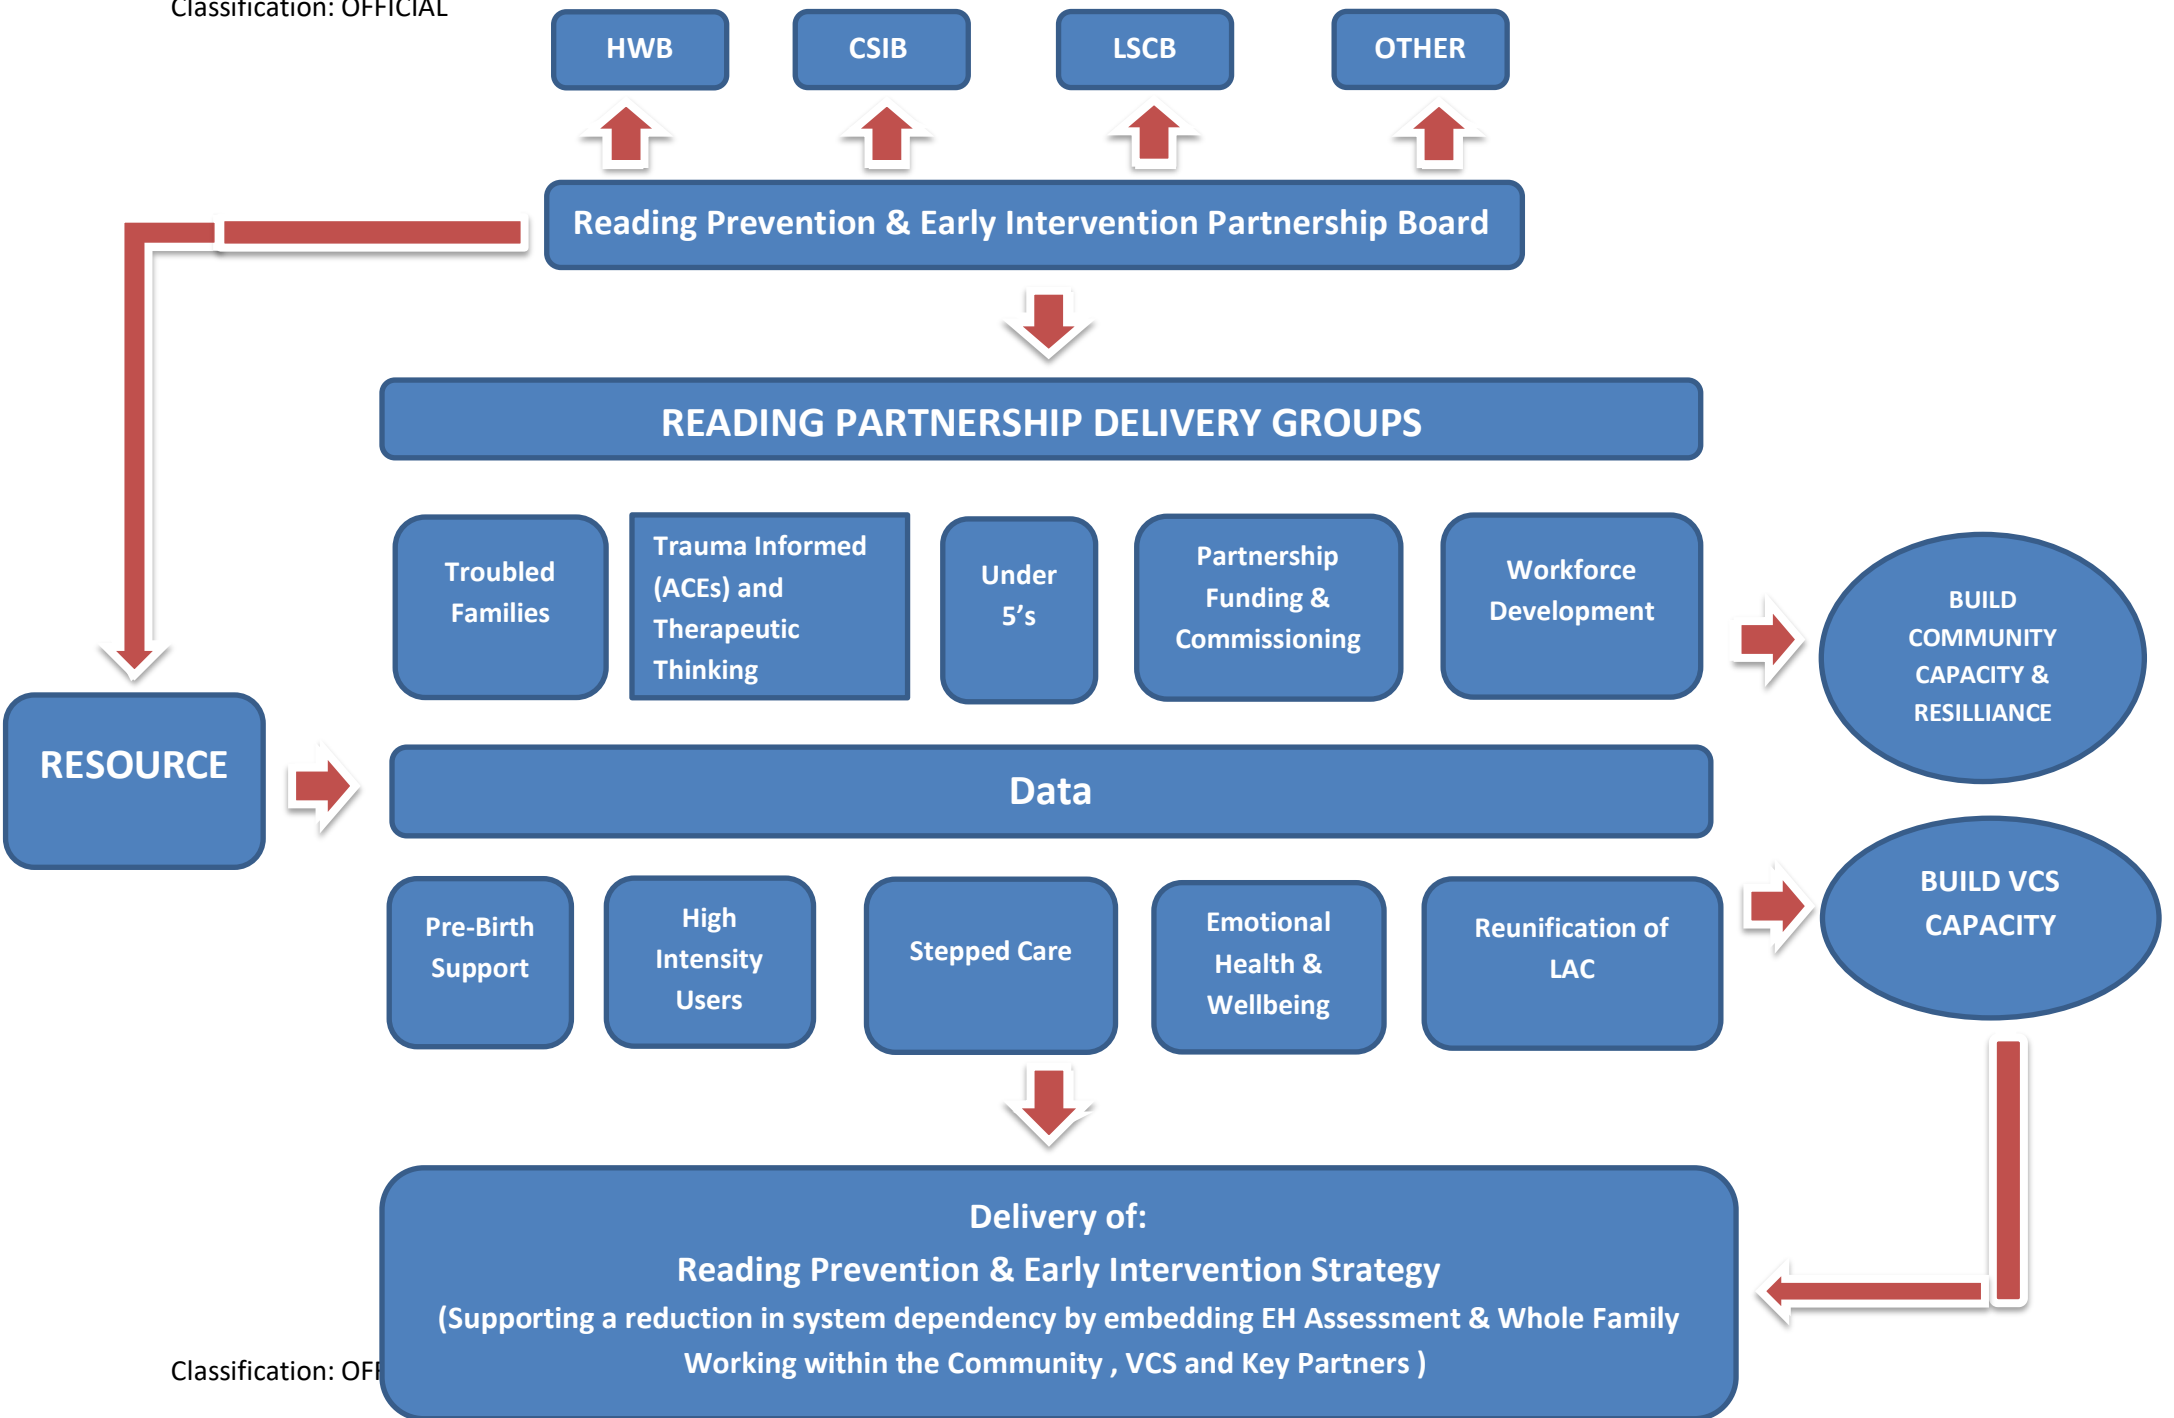 Classification: OFFICIAL
HWB
CSIB
LSCB
OTHER
Reading Prevention & Early Intervention Partnership Board
READING PARTNERSHIP DELIVERY GROUPS
Troubled
Families
Trauma Informed
(ACEs) and
Therapeutic
Thinking
Under
5’s
Partnership
Funding &
Commissioning
Workforce
Development
BUILD
COMMUNITY
CAPACITY &
RESILLIANCE
RESOURCE
Data
Pre-Birth
Support
High
Intensity
Users
Stepped Care
Emotional
Health &
Wellbeing
Reunification of
LAC
BUILD VCS
CAPACITY
Delivery of:
Reading Prevention & Early Intervention Strategy
(Supporting a reduction in system dependency by embedding EH Assessment & Whole Family
Working within the Community , VCS and Key Partners )
Classification: